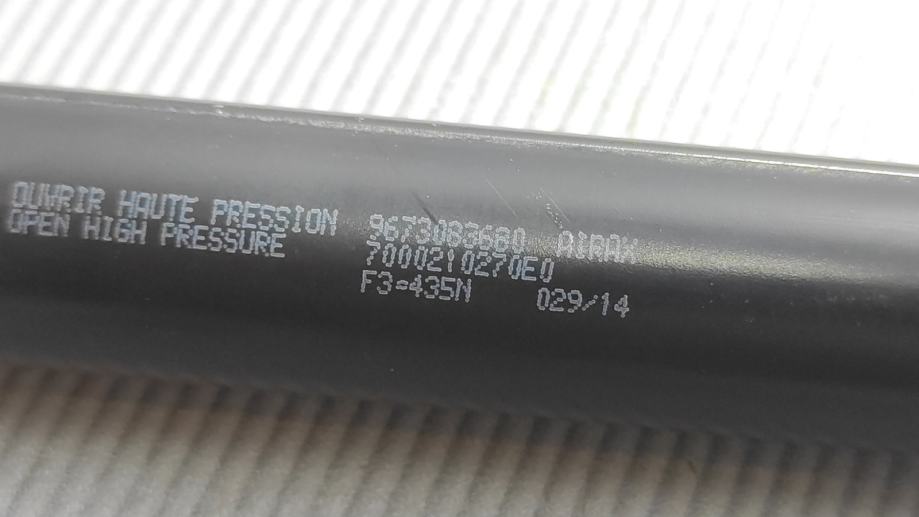 OUVRIR HAUTE PRESSION 9673083680 AIRAX
OPEN HIGH PRESSURE 7000210270E0
F3=435N 029/14